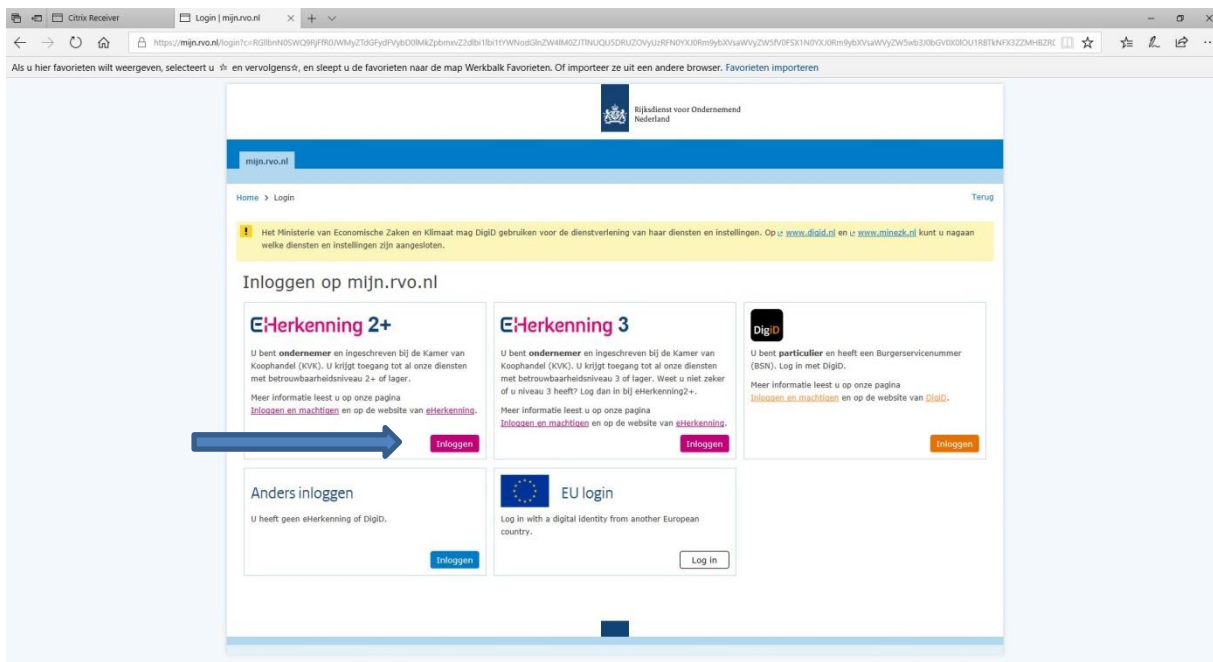 Citrix Receiver
Login | mijn.rvo.nl
Als u hier favorieten wilt weergeven, selecteert u en vervolgens, en sleept u de favorieten naar de map Werkbalk Favorieten. Of importeer ze uit een andere browser. Favorieten importeren
Rijksdienst voor Ondernemend
Nederland
mijn.rvo.nl
Home > Login
Terug
! Het Ministerie van Economische Zaken en Klimaat mag DigiD gebruiken voor de dienstverlening van haar diensten en instellingen. Op www.digid.nl en www.minezk.nl kunt u nagaan
welke diensten en instellingen zijn aangesloten.
Inloggen op mijn.rvo.nl
eHerkenning 2+
U bent ondernemer en ingeschreven bij de Kamer van
Koophandel (KVK). U krijgt toegang tot al onze diensten
met betrouwbaarheidsniveau 2+ of lager.
Meer informatie leest u op onze pagina
Inloggen en machtigen en op de website van eHerkenning.
Inloggen
eHerkenning 3
U bent ondernemer en ingeschreven bij de Kamer van
Koophandel (KVK). U krijgt toegang tot al onze diensten
met betrouwbaarheidsniveau 3 of lager. Weet u niet zeker
of u niveau 3 heeft? Log dan in bij eHerkenning2+.
Meer informatie leest u op onze pagina
Inloggen en machtigen en op de website van eHerkenning.
Inloggen
DigiD
U bent particulier en heeft een Burgerservicenummer
(BSN). Log in met DigiD.
Meer informatie leest u op onze pagina
Inloggen en machtigen en op de website van DigiD.
Inloggen
Anders inloggen
U heeft geen eHerkenning of DigiD.
Inloggen
EU login
Log in with a digital identity from another European
country.
Log in